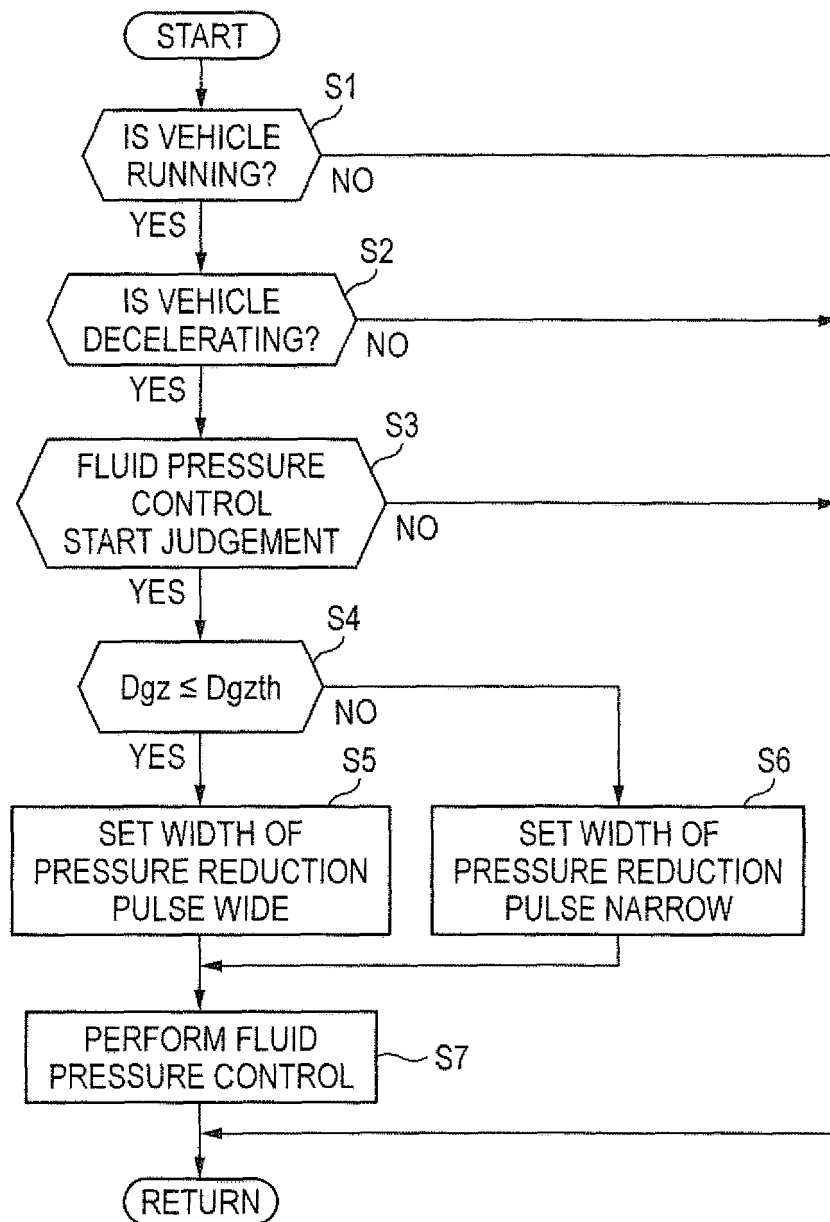 START
S1
IS VEHICLE
RUNNING?
NO
YES
S2
IS VEHICLE
DECELERATING?
NO
YES
S3
FLUID PRESSURE
CONTROL
START JUDGEMENT
NO
YES
S4
Dgz ≤ Dgzth
NO
YES
S5
SET WIDTH OF
PRESSURE REDUCTION
PULSE WIDE
S6
SET WIDTH OF
PRESSURE REDUCTION
PULSE NARROW
PERFORM FLUID
PRESSURE CONTROL
S7
RETURN